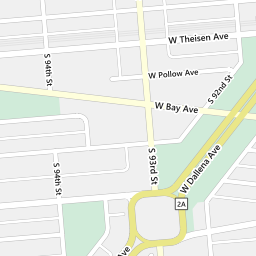 W Theisen Ave
S 94th St.
W Pollow Ave
S 92nd St
W Bay Ave
S 93rd St.
S 94th St.
W Dallena Ave
2A
Ave